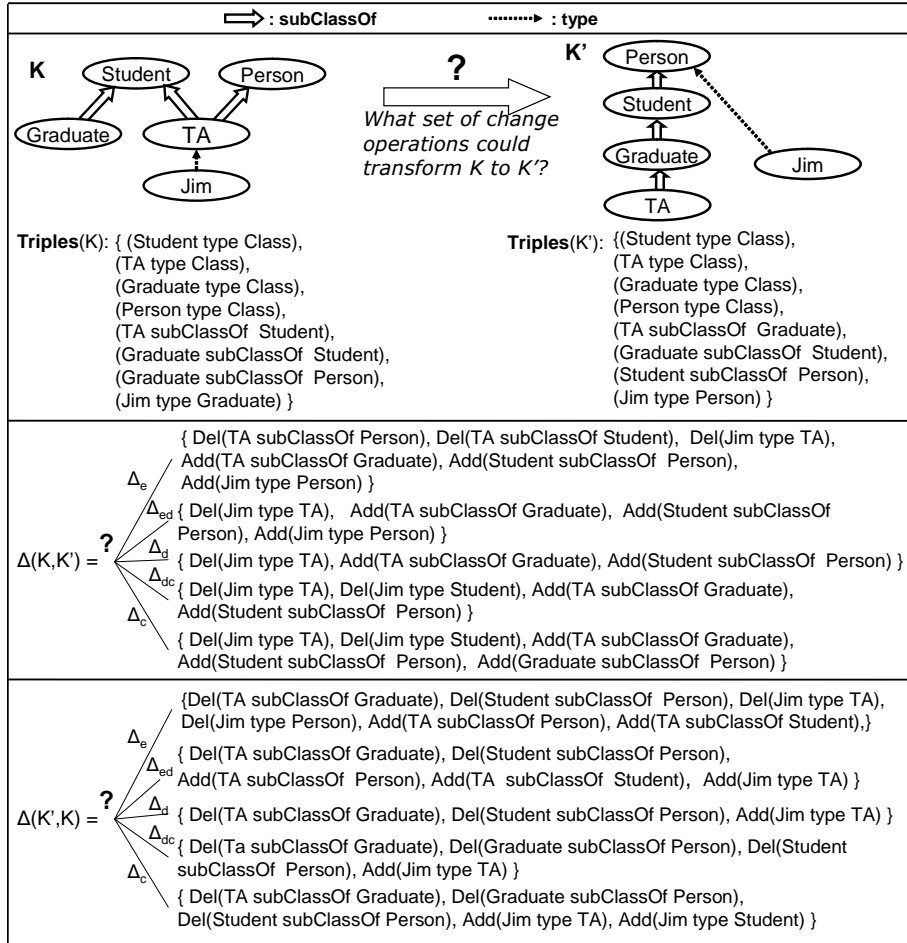 : subClassOf : type
K
Student
Person
Graduate
TA
Jim
?
What set of change
operations could
transform K to K'?
K’
Person
Student
Graduate
TA
Jim
Triples(K): { (Student type Class),
(TA type Class),
(Graduate type Class),
(Person type Class),
(TA subClassOf Student),
(Graduate subClassOf Student),
(Graduate subClassOf Person),
(Jim type Graduate) }
Triples(K’): {(Student type Class),
(TA type Class),
(Graduate type Class),
(Person type Class),
(TA subClassOf Graduate),
(Graduate subClassOf Student),
(Student subClassOf Person),
(Jim type Person) }
Δ(K,K’) = ?
Δe { Del(TA subClassOf Person), Del(TA subClassOf Student), Del(Jim type TA),
Add(TA subClassOf Graduate), Add(Student subClassOf Person),
Add(Jim type Person) }
Δed { Del(Jim type TA), Add(TA subClassOf Graduate), Add(Student subClassOf
Person), Add(Jim type Person) }
Δd { Del(Jim type TA), Add(TA subClassOf Graduate), Add(Student subClassOf Person) }
Δdc { Del(Jim type TA), Del(Jim type Student), Add(TA subClassOf Graduate),
Add(Student subClassOf Person) }
Δc { Del(Jim type TA), Del(Jim type Student), Add(TA subClassOf Graduate),
Add(Student subClassOf Person), Add(Graduate subClassOf Person) }
Δ(K’,K) = ?
Δe {Del(TA subClassOf Graduate), Del(Student subClassOf Person), Del(Jim type TA),
Del(Jim type Person), Add(TA subClassOf Person), Add(TA subClassOf Student),}
Δed { Del(TA subClassOf Graduate), Del(Student subClassOf Person),
Add(TA subClassOf Person), Add(TA subClassOf Student), Add(Jim type TA) }
Δd { Del(TA subClassOf Graduate), Del(Student subClassOf Person), Add(Jim type TA) }
Δdc { Del(Ta subClassOf Graduate), Del(Graduate subClassOf Person), Del(Student
subClassOf Person), Add(Jim type TA) }
Δc { Del(TA subClassOf Graduate), Del(Graduate subClassOf Person),
Del(Student subClassOf Person), Add(Jim type TA), Add(Jim type Student) }